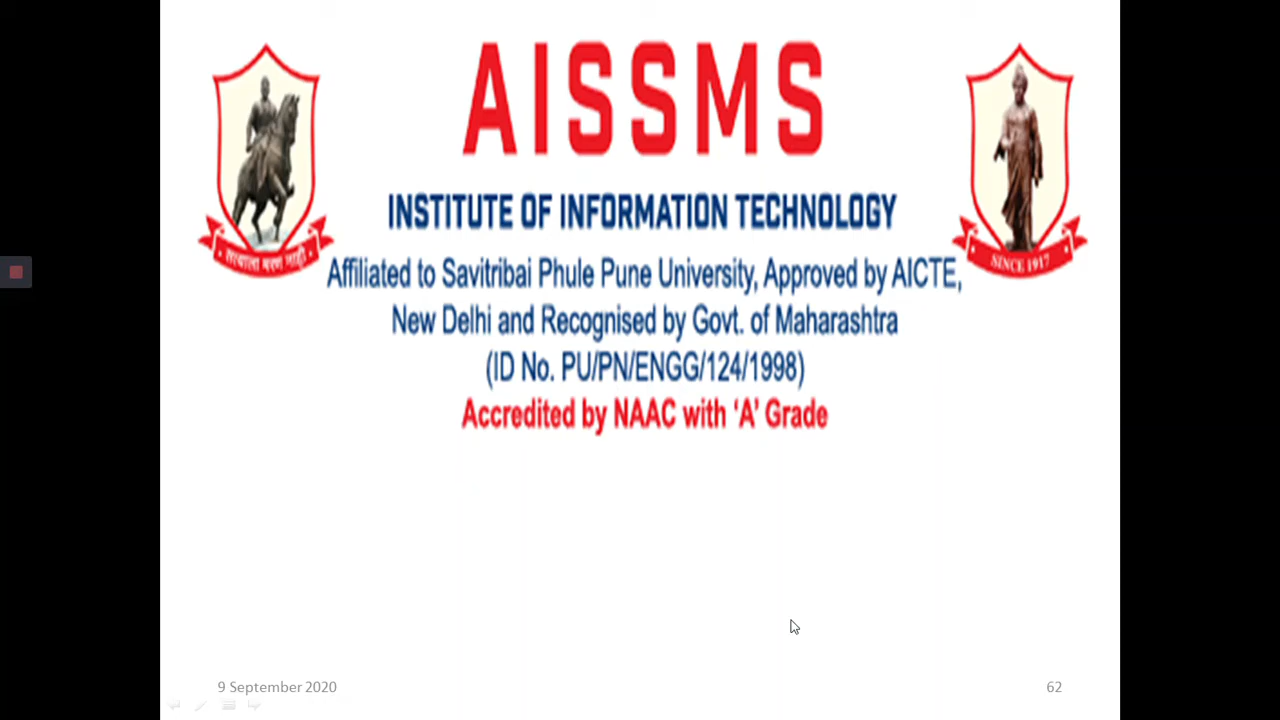 AISSMS
INSTITUTE OF INFORMATION TECHNOLOGY
Affiliated to Savitribai Phule Pune University, Approved by AICTE,
New Delhi and Recognised by Govt. of Maharashtra
(ID No. PU/PN/ENGG/124/1998)
Accredited by NAAC with ‘A’ Grade
त्याला मरण नाही
SINCE 1917
9 September 2020
62